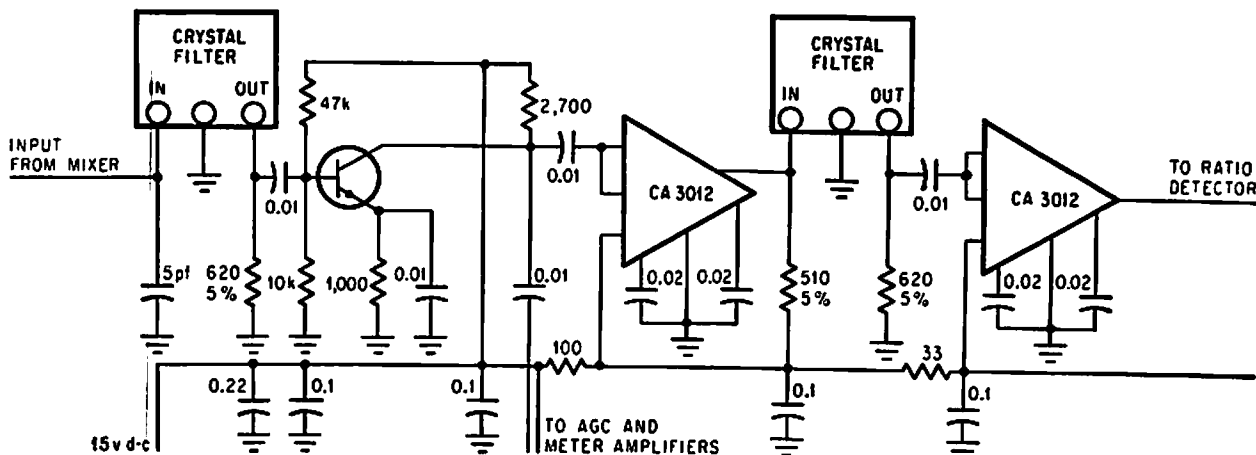 CRYSTAL
FILTER
IN
OUT
INPUT
FROM MIXER
5pf
620
5%
0.01
47k
10k
1,000
0.01
2,700
0.01
0.01
CA 3012
0.02
0.02
CRYSTAL
FILTER
IN
OUT
510
5%
620
5%
0.01
CA 3012
0.02
0.02
TO RATIO
DETECTOR
0.22
0.1
0.1
100
0.1
33
0.1
15v d-c
TO AGC AND
METER AMPLIFIERS